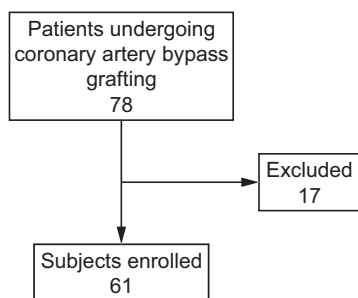 Patients undergoing
coronary artery bypass
grafting
78
Excluded
17
Subjects enrolled
61